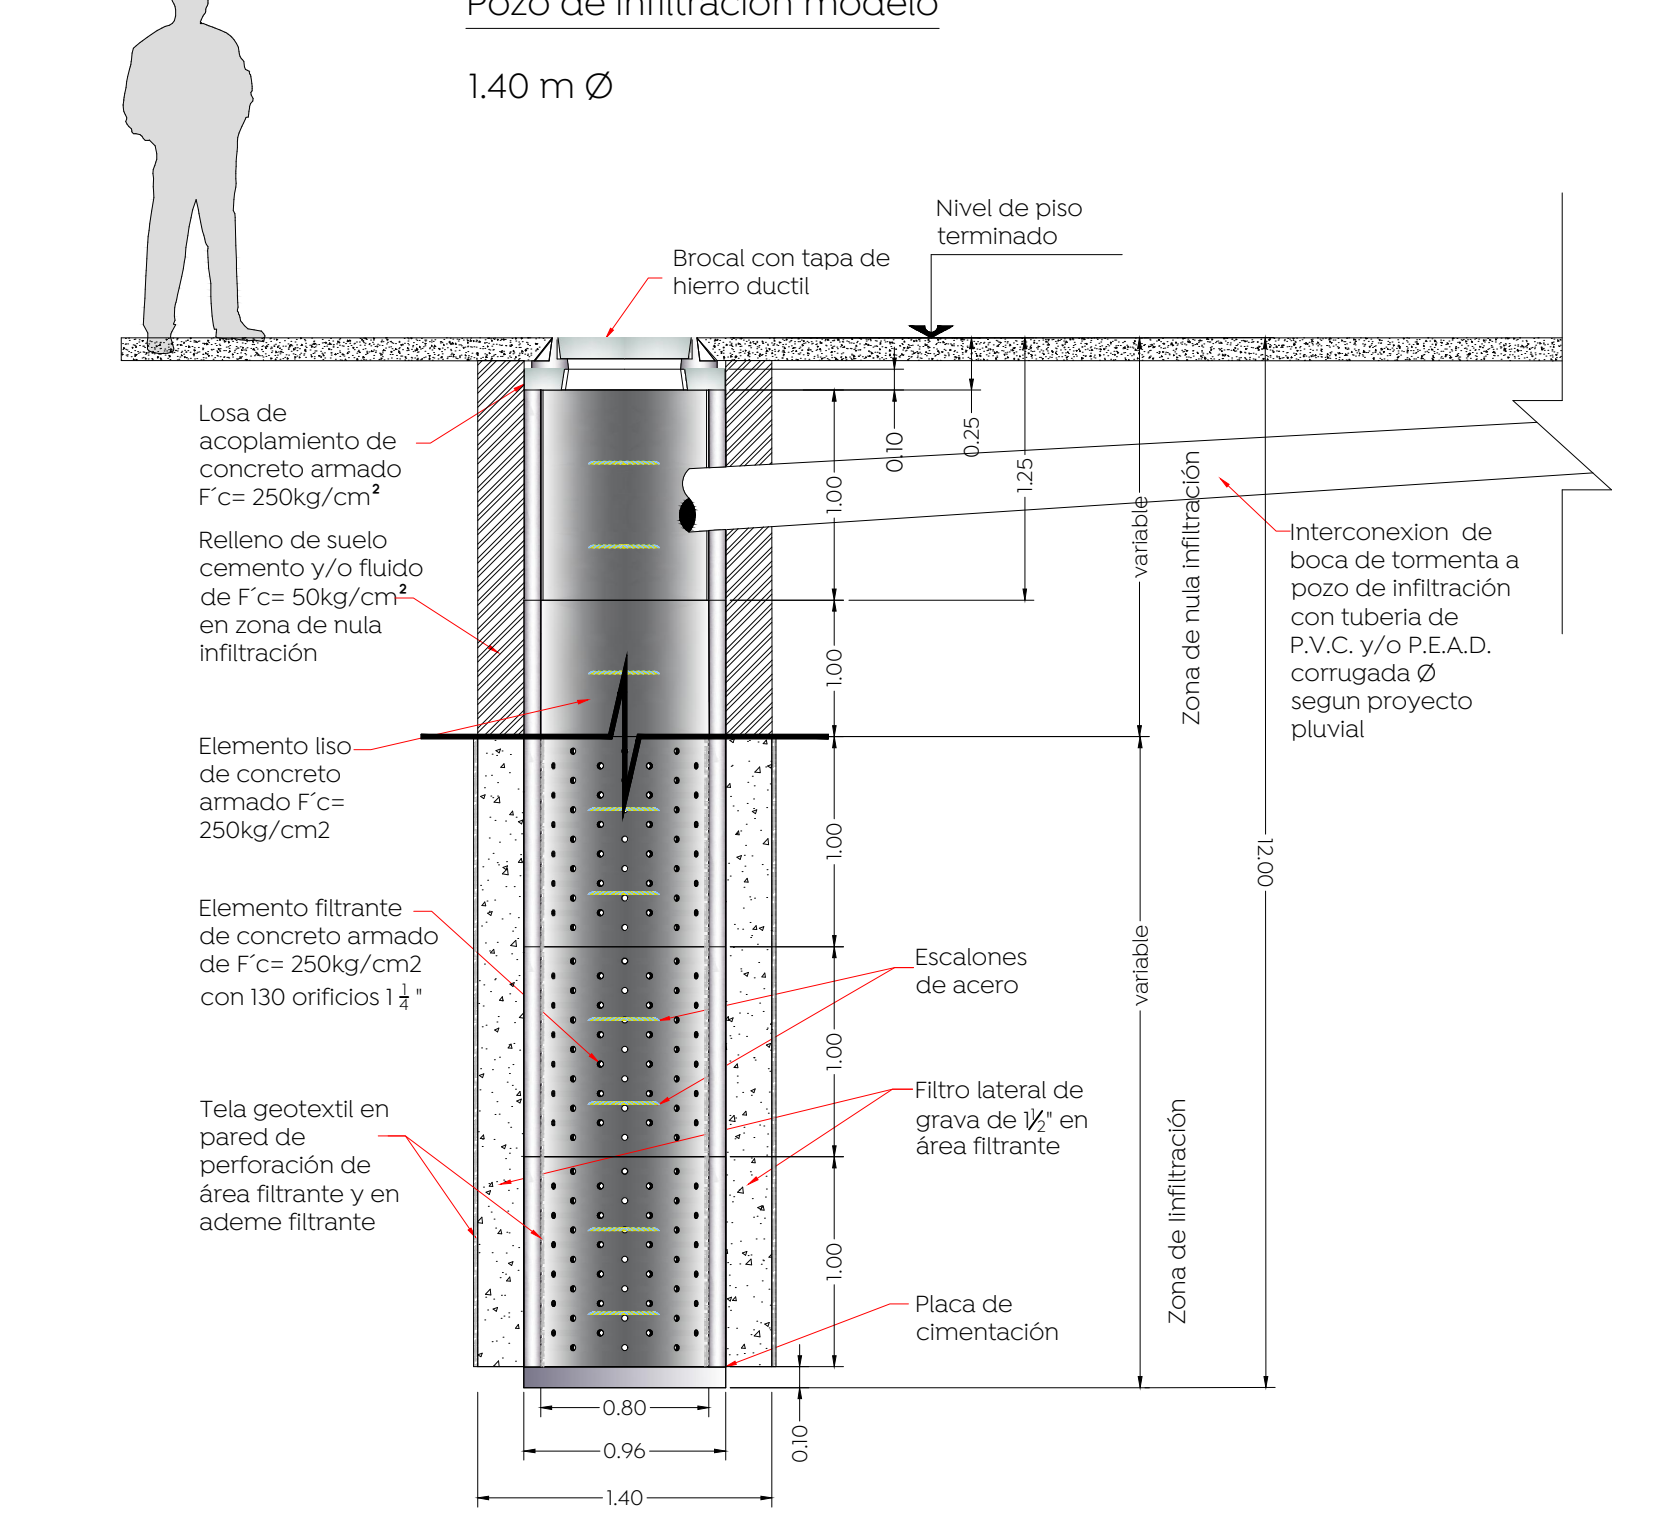 Pozo de infiltración modelo
1.40 m Ø
Nivel de piso
terminado
Brocal con tapa de
hierro ductil
Losa de
acoplamiento de
concreto armado
F´c= 250kg/cm²
Relleno de suelo
cemento y/o fluido
de F´c= 50kg/cm²
en zona de nula
infiltración
Elemento liso
de concreto
armado F´c=
250kg/cm2
Elemento filtrante
de concreto armado
de F´c= 250kg/cm2
con 130 orificios 1 1/4 "
Tela geotextil en
pared de
perforación de
área filtrante y en
ademe filtrante
1.00
1.00
1.00
1.00
1.00
0.10
0.25
1.25
variable
variable
Zona de nula infiltración
Zona de Iinfiltración
12.00
Interconexion de
boca de tormenta a
pozo de infiltración
con tuberia de
P.V.C. y/o P.E.A.D.
corrugada Ø
segun proyecto
pluvial
Escalones
de acero
Filtro lateral de
grava de 1½" en
área filtrante
Placa de
cimentación
0.10
0.80
0.96
1.40